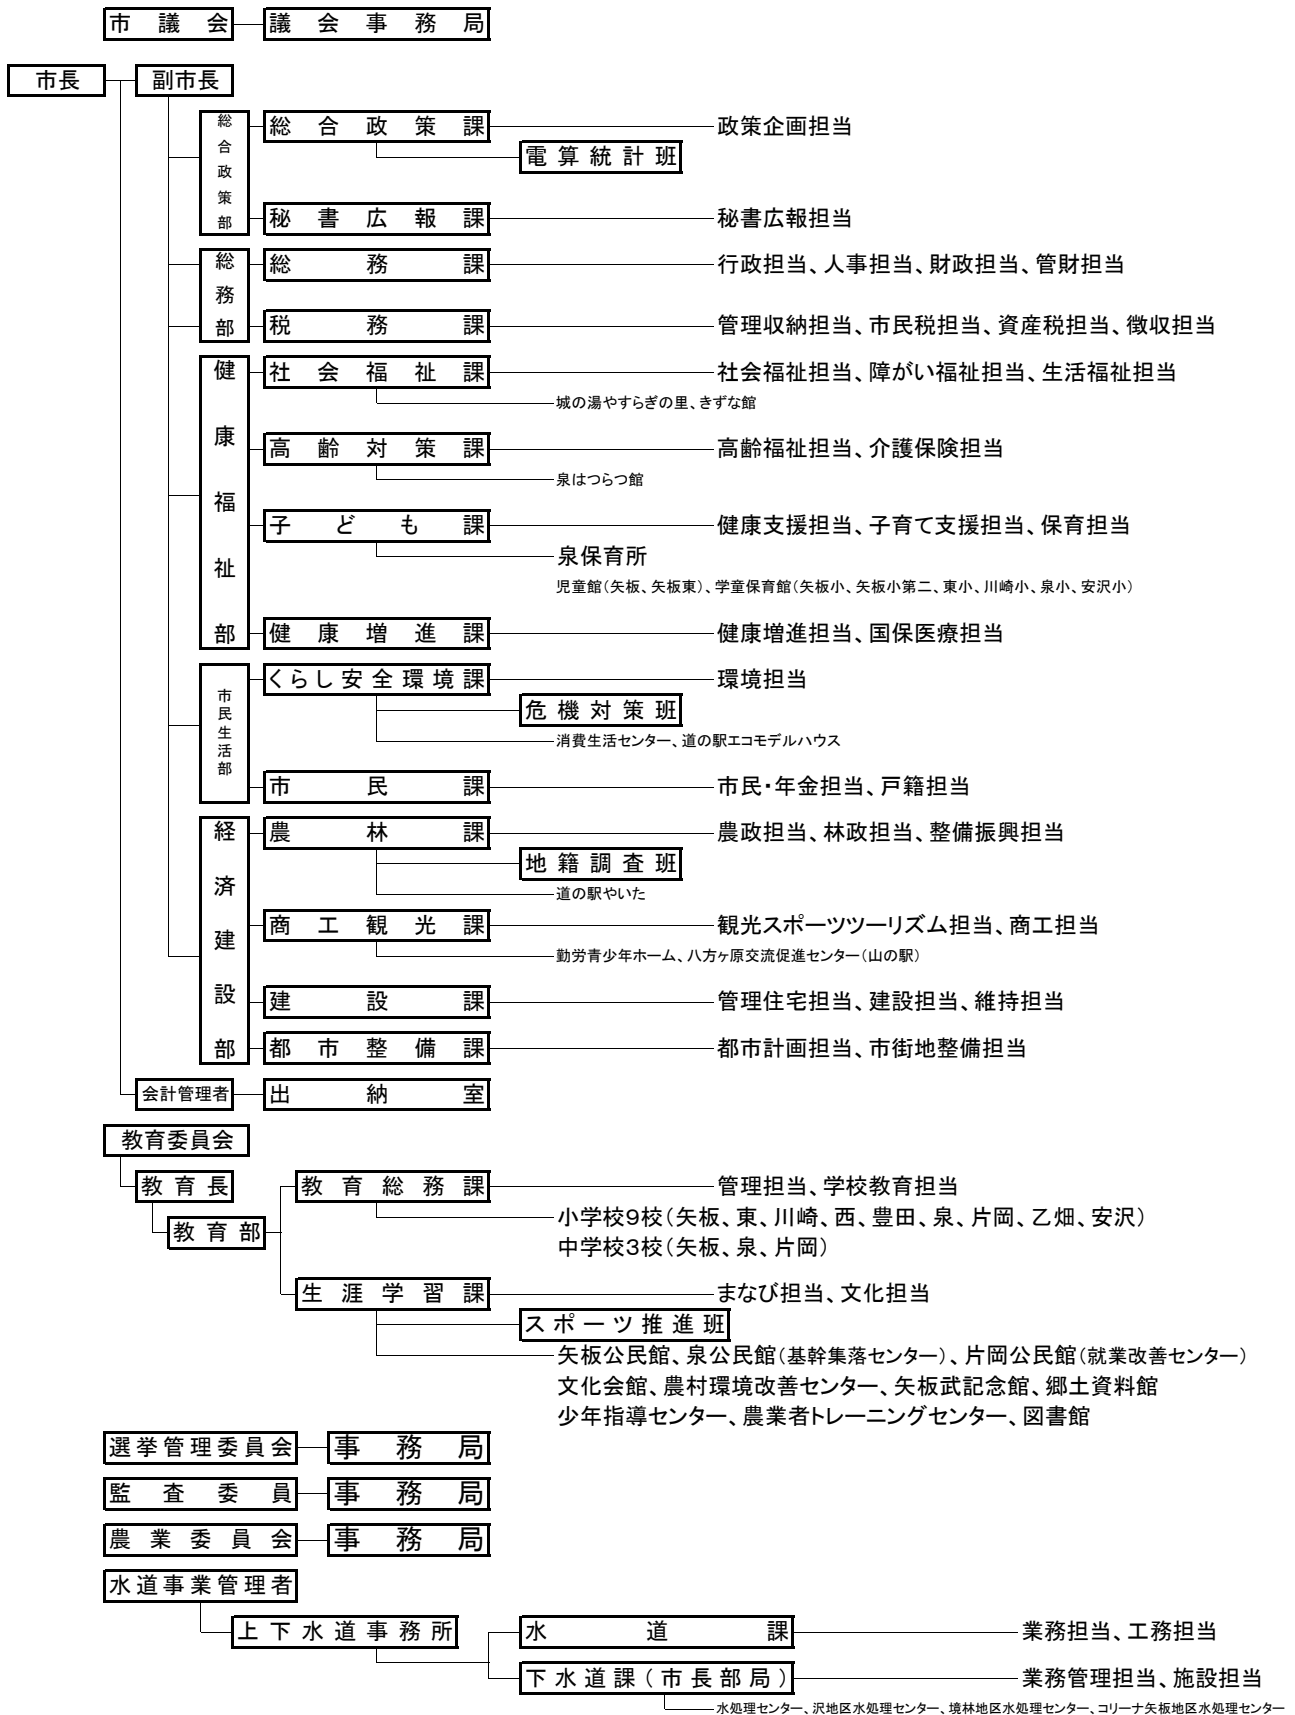 市議会 議会事務局
市長 副市長
総合政策部 総合政策課 政策企画担当
電算統計班
秘書広報課 秘書広報担当
総務部 総務課 行政担当、人事担当、財政担当、管財担当
税務課 管理収納担当、市民税担当、資産税担当、徴収担当
健康福祉部 社会福祉課 社会福祉担当、障がい福祉担当、生活福祉担当
城の湯やすらぎの里、きずな館
高齢対策課 高齢福祉担当、介護保険担当
泉はつらつ館
子ども課 健康支援担当、子育て支援担当、保育担当
泉保育所
児童館(矢板、矢板東)、学童保育館(矢板小、矢板小第二、東小、川崎小、泉小、安沢小)
健康増進課 健康増進担当、国保医療担当
市民生活部 くらし安全環境課 環境担当
危機対策班
消費生活センター、道の駅エコモデルハウス
市民課 市民・年金担当、戸籍担当
経済建設部 農林課 農政担当、林政担当、整備振興担当
地籍調査班
道の駅やいた
商工観光課 観光スポーツツーリズム担当、商工担当
勤労青少年ホーム、八方ヶ原交流促進センター(山の駅)
建設課 管理住宅担当、建設担当、維持担当
都市整備課 都市計画担当、市街地整備担当
会計管理者 出納室
教育委員会
教育長 教育総務課 管理担当、学校教育担当
教育部 小学校9校(矢板、東、川崎、西、豊田、泉、片岡、乙畑、安沢)
中学校3校(矢板、泉、片岡)
生涯学習課 まなび担当、文化担当
スポーツ推進班
矢板公民館、泉公民館(基幹集落センター)、片岡公民館(就業改善センター)
文化会館、農村環境改善センター、矢板武記念館、郷土資料館
少年指導センター、農業者トレーニングセンター、図書館
選挙管理委員会 事務局
監査委員 事務局
農業委員会 事務局
水道事業管理者
上下水道事務所 水道課 業務担当、工務担当
下水道課(市長部局) 業務管理担当、施設担当
水処理センター、沢地区水処理センター、境林地区水処理センター、コリーナ矢板地区水処理センター